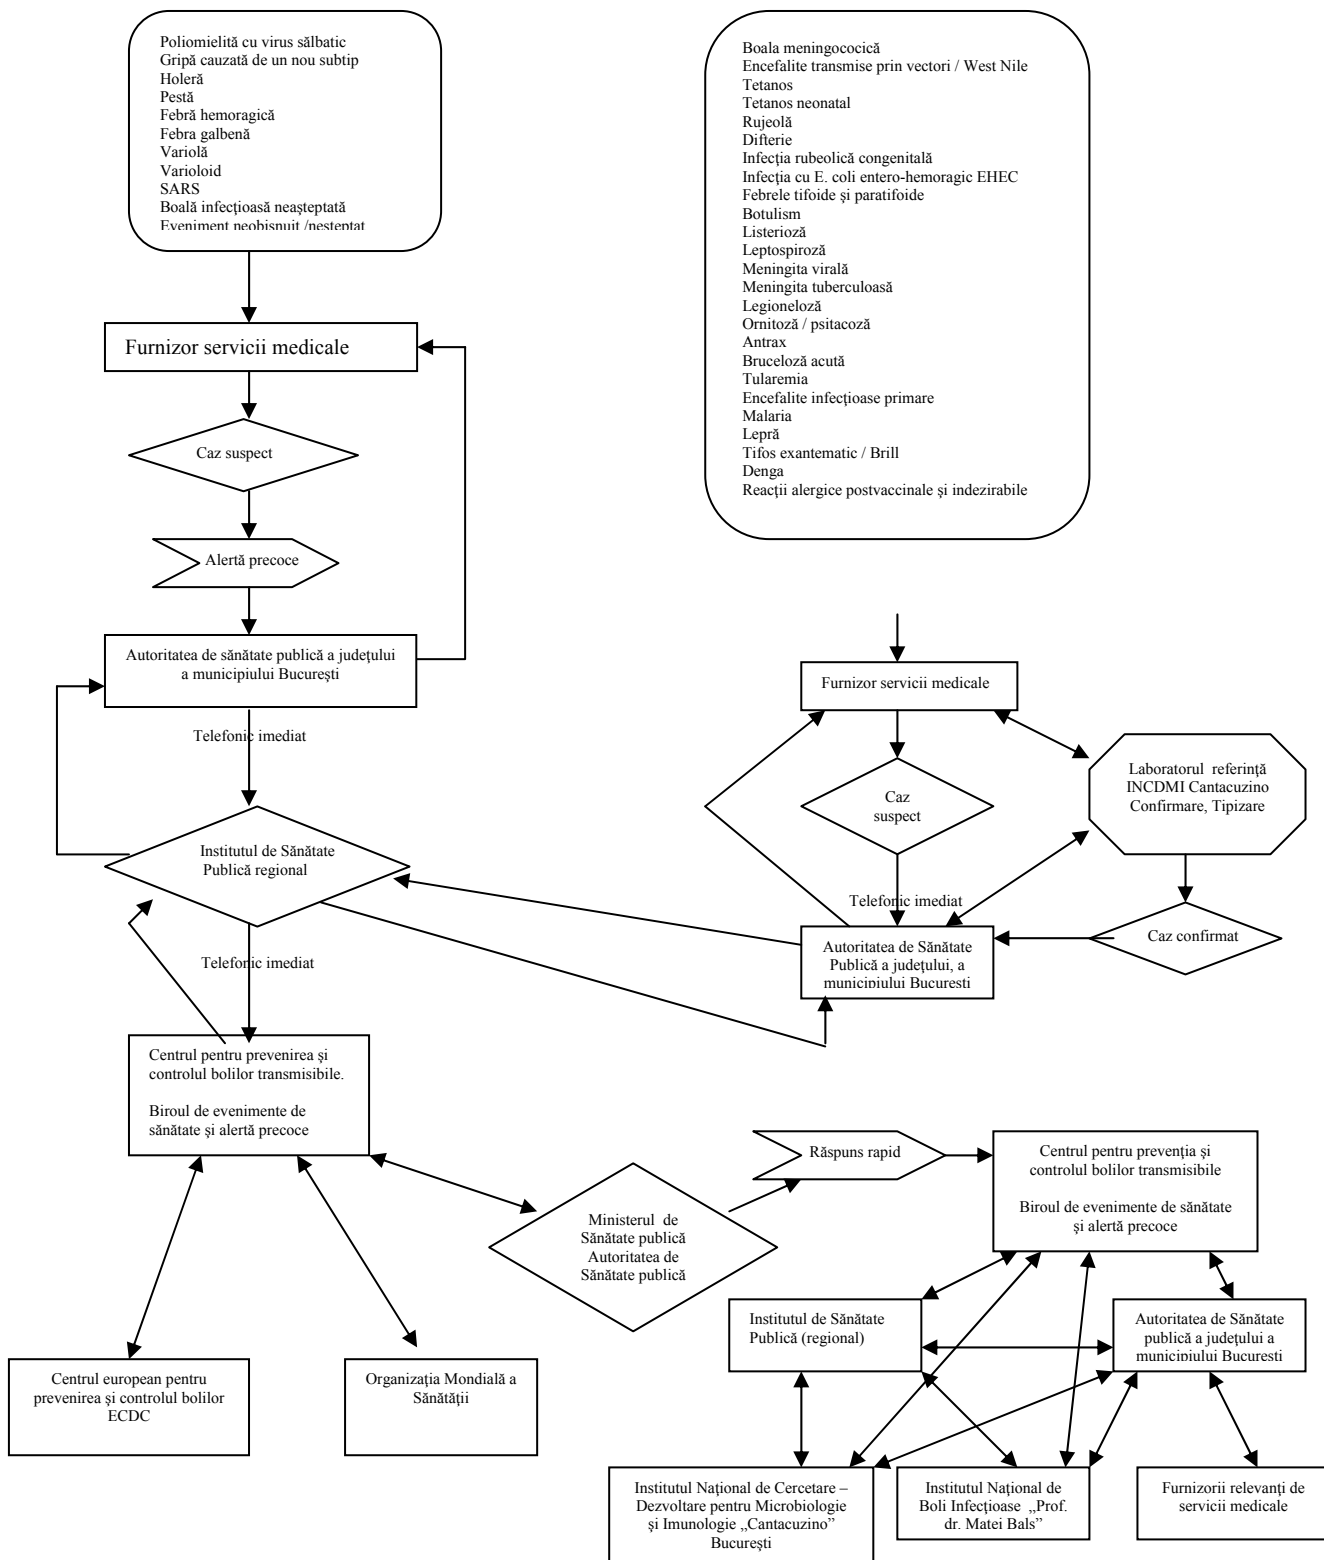 Poliomielită cu virus sălbatic
Gripă cauzată de un nou subtip
Holeră
Pestă
Febră hemoragică
Febra galbenă
Variolă
Varioloid
SARS
Boală infecţioasă neaşteptată
Eveniment neobisnuit /nesteptat
Boala meningococică
Encefalite transmise prin vectori / West Nile
Tetanos
Tetanos neonatal
Rujeolă
Difterie
Infecţia rubeolică congenitală
Infecţia cu E. coli entero-hemoragic EHEC
Febrele tifoide şi paratifoide
Botulism
Listerioză
Leptospiroză
Meningita virală
Meningita tuberculoasă
Legioneloză
Ornitoză / psitacoză
Antrax
Bruceloză acută
Tularemia
Encefalite infecţioase primare
Malaria
Lepră
Tifos exantematic / Brill
Denga
Reacţii alergice postvaccinale şi indezirabile
Furnizor servicii medicale
Caz suspect
Alertă precoce
Autoritatea de sănătate publică a judeţului
a municipiului Bucureşti
Telefonic imediat
Institutul de Sănătate
Publică regional
Telefonic imediat
Centrul pentru prevenirea şi
controlul bolilor transmisibile.
Biroul de evenimente de
sănătate şi alertă precoce
Furnizor servicii medicale
Caz
suspect
Laboratorul referinţă
INCDMI Cantacuzino
Confirmare, Tipizare
Telefonic imediat
Caz confirmat
Autoritatea de Sănătate
Publică a judeţului, a
municipiului Bucuresti
Ministerul de
Sănătate publică
Autoritatea de
Sănătate publică
Răspuns rapid
Centrul pentru prevenţia şi
controlul bolilor transmisibile
Biroul de evenimente de sănătate
şi alertă precoce
Institutul de Sănătate
Publică (regional)
Autoritatea de Sănătate
publică a judeţului a
municipiului Bucuresti
Centrul european pentru
prevenirea şi controlul bolilor
ECDC
Organizaţia Mondială a
Sănătăţii
Institutul Naţional de Cercetare –
Dezvoltare pentru Microbiologie
şi Imunologie „Cantacuzino”
Bucureşti
Institutul Naţional de
Boli Infecţioase „Prof.
dr. Matei Bals”
Furnizorii relevanţi de
servicii medicale